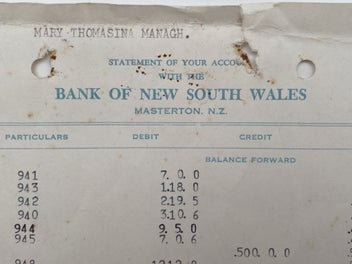 MARY THOMASINA MANAGH.
STATEMENT OF YOUR ACCOU
WITH THE
BANK OF NEW SOUTH WALES
MASTERTON, N.Z.
PARTICULARS DEBIT CREDIT
BALANCE FORWARD
941 7. 0. 0
943 1.18. 0
942 2.19. 5
940 3.10. 6
944 9. 5. 0
945 7. 0. 6
.500. 0. 0